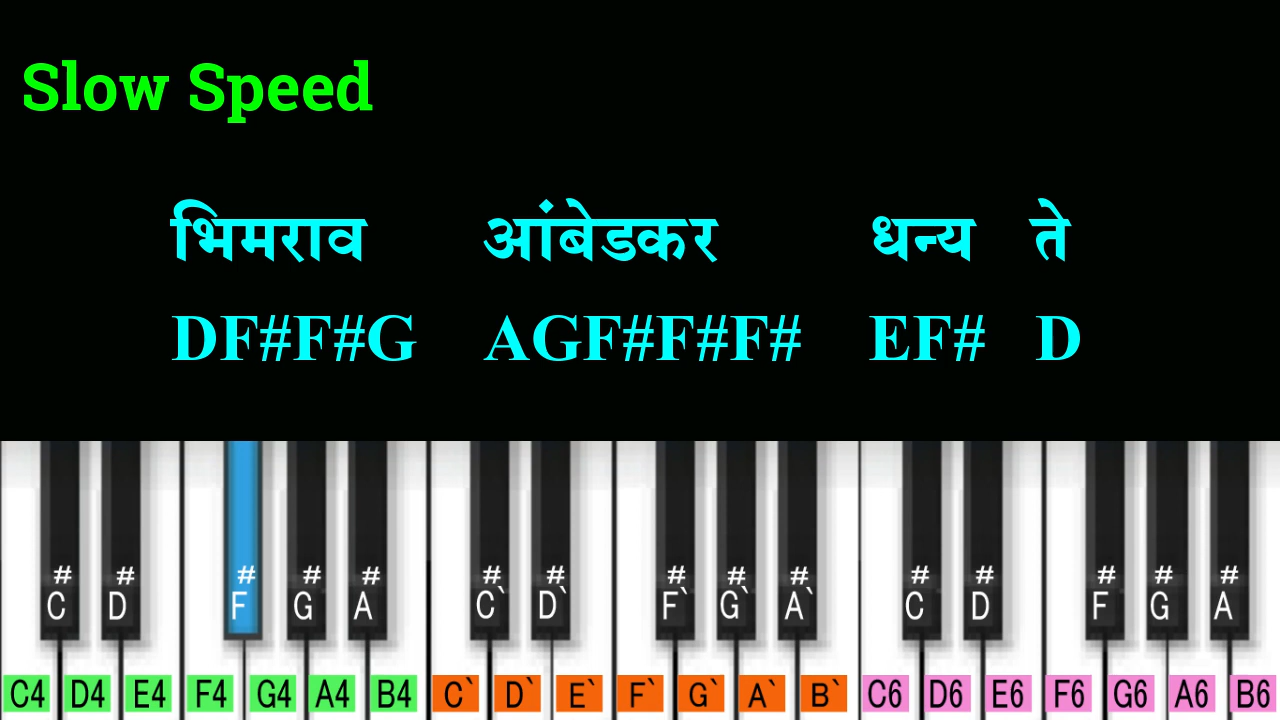 Slow Speed
भिमराव आंबेडकर धन्य ते
DF#F#G AGF#F#F# EF# D
# # # # # # # # # # # # # # #
C D F G A C` D` F` G` A` C D F G A
C4 D4 E4 F4 G4 A4 B4 C` D` E` F` G` A` B` C6 D6 E6 F6 G6 A6 B6